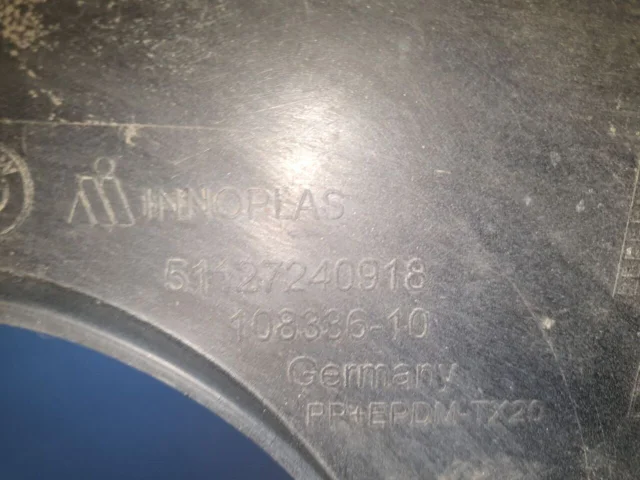 INNOPLAS
51127240918
108336-10
Germany
PP+EPDM-TX20